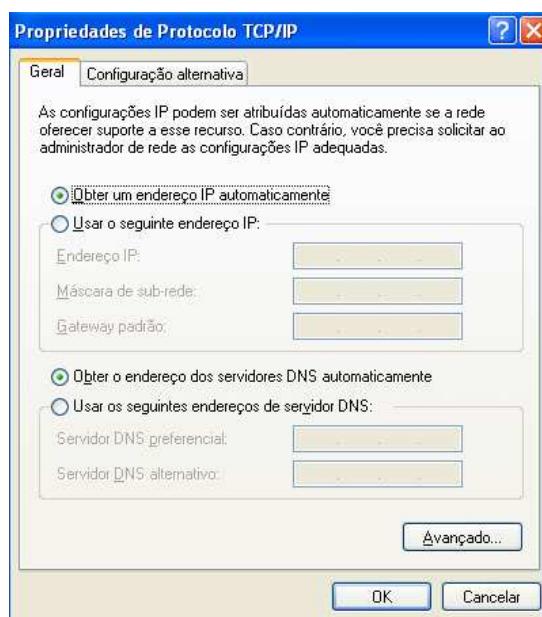 Propriedades de Protocolo TCP/IP
Geral
Configuração alternativa
As configurações IP podem ser atribuídas automaticamente se a rede
oferecer suporte a esse recurso. Caso contrário, você precisa solicitar ao
administrador de rede as configurações IP adequadas.
Obter um endereço IP automaticamente
Usar o seguinte endereço IP:
Endereço IP:
Máscara de sub-rede:
Gateway padrão:
Obter o endereço dos servidores DNS automaticamente
Usar os seguintes endereços de servidor DNS:
Servidor DNS preferencial:
Servidor DNS alternativo:
Avançado...
OK
Cancelar